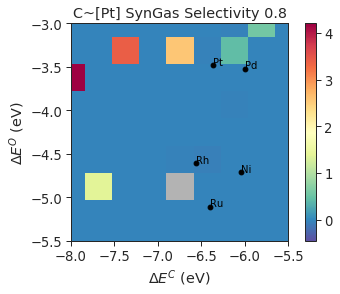 C~[Pt] SynGas Selectivity 0.8
-3.0
-3.5
-4.0
-4.5
-5.0
-5.5
ΔE^O (eV)
-8.0 -7.5 -7.0 -6.5 -6.0 -5.5
ΔE^C (eV)
Pt
Pd
Rh
Ni
Ru
4
3
2
1
0